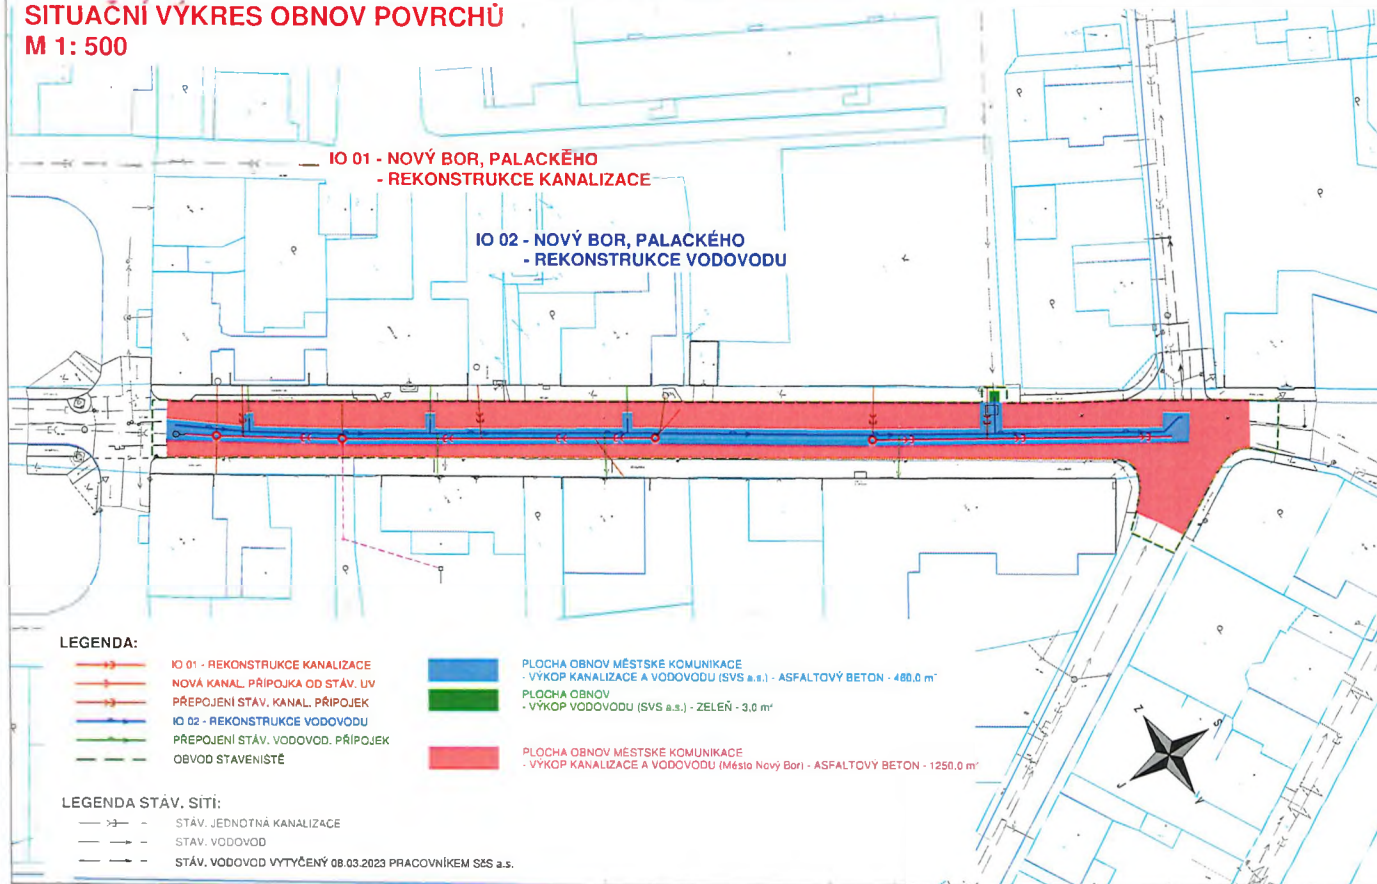 SITUAČNÍ VÝKRES OBNOV POVRCHŮ
M 1: 500
IO 01 - NOVÝ BOR, PALACKÉHO
- REKONSTRUKCE KANALIZACE
IO 02 - NOVÝ BOR, PALACKÉHO
- REKONSTRUKCE VODOVODU
LEGENDA:
IO 01 - REKONSTRUKCE KANALIZACE
NOVÁ KANAL. PŘÍPOJKA OD STÁV. UV
PŘEPOJENÍ STÁV. KANAL. PŘÍPOJEK
IO 02 - REKONSTRUKCE VODOVODU
PŘEPOJENÍ STÁV. VODOVOD. PŘÍPOJEK
OBVOD STAVENIŠTĚ
PLOCHA OBNOV MĚSTSKÉ KOMUNIKACE
- VÝKOP KANALIZACE A VODOVODU (SVS a.s.) - ASFALTOVÝ BETON - 460,0 m²
PLOCHA OBNOV
- VÝKOP VODOVODU (SVS a.s.) - ZELEŇ - 3,0 m²
PLOCHA OBNOV MĚSTSKÉ KOMUNIKACE
- VÝKOP KANALIZACE A VODOVODU (Město Nový Bor) - ASFALTOVÝ BETON - 1250,0 m²
LEGENDA STÁV. SÍTÍ:
STÁV. JEDNOTNÁ KANALIZACE
STÁV. VODOVOD
STÁV. VODOVOD VYTYČENÝ 08.03.2023 PRACOVNÍKEM SčS a.s.
Z
S
J
V